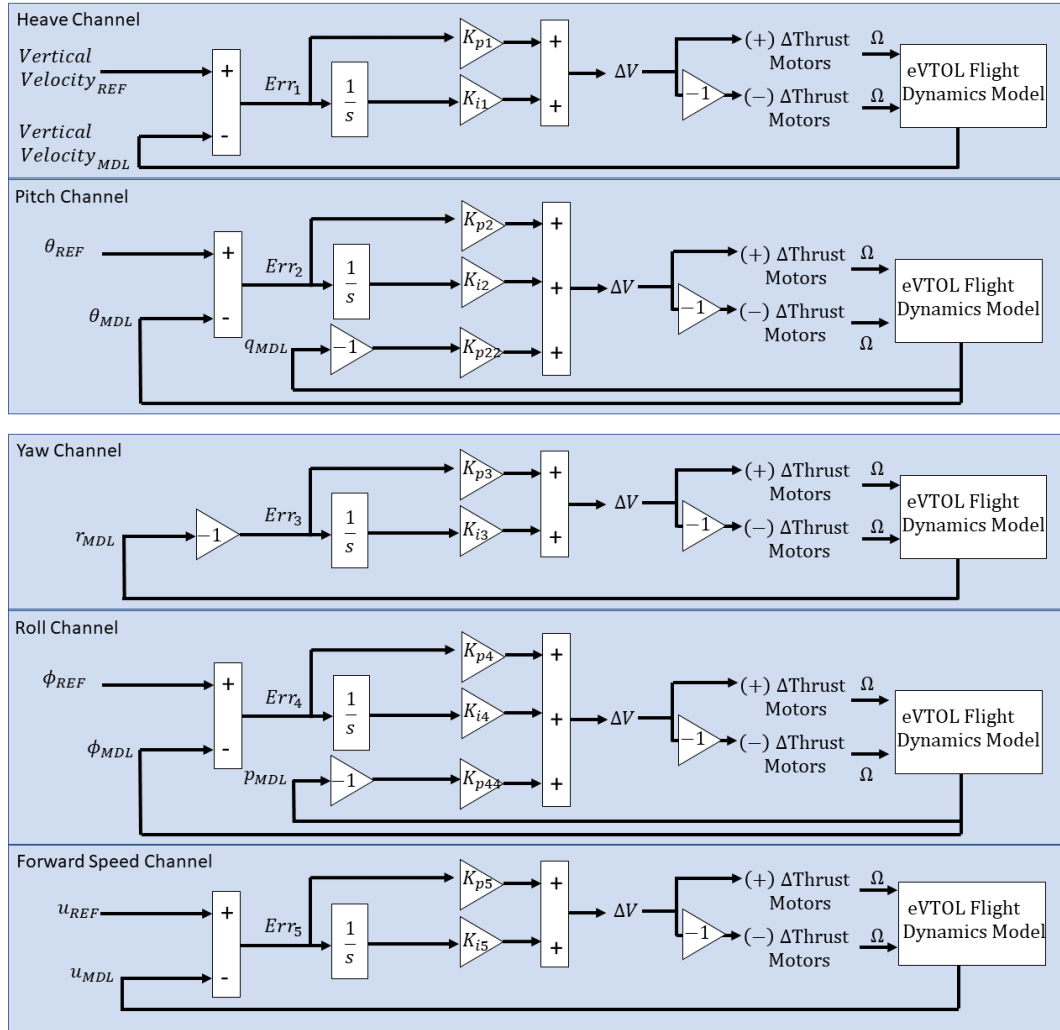 Heave Channel
Vertical
Velocity_REF
Vertical
Velocity_MDL
+
-
Err_1
1
s
K_p1
K_i1
+
+
ΔV
-1
(+) ΔThrust
Motors
(-) ΔThrust
Motors
Ω
Ω
eVTOL Flight
Dynamics Model
Pitch Channel
θ_REF
θ_MDL
+
-
Err_2
1
s
q_MDL
-1
K_p2
K_i2
K_p22
+
+
+
ΔV
-1
(+) ΔThrust
Motors
(-) ΔThrust
Motors
Ω
Ω
eVTOL Flight
Dynamics Model
Yaw Channel
r_MDL
-1
Err_3
1
s
K_p3
K_i3
+
+
ΔV
-1
(+) ΔThrust
Motors
(-) ΔThrust
Motors
Ω
Ω
eVTOL Flight
Dynamics Model
Roll Channel
ϕ_REF
ϕ_MDL
+
-
Err_4
1
s
p_MDL
-1
K_p4
K_i4
K_p44
+
+
+
ΔV
-1
(+) ΔThrust
Motors
(-) ΔThrust
Motors
Ω
Ω
eVTOL Flight
Dynamics Model
Forward Speed Channel
u_REF
u_MDL
+
-
Err_5
1
s
K_p5
K_i5
+
+
ΔV
-1
(+) ΔThrust
Motors
(-) ΔThrust
Motors
Ω
Ω
eVTOL Flight
Dynamics Model